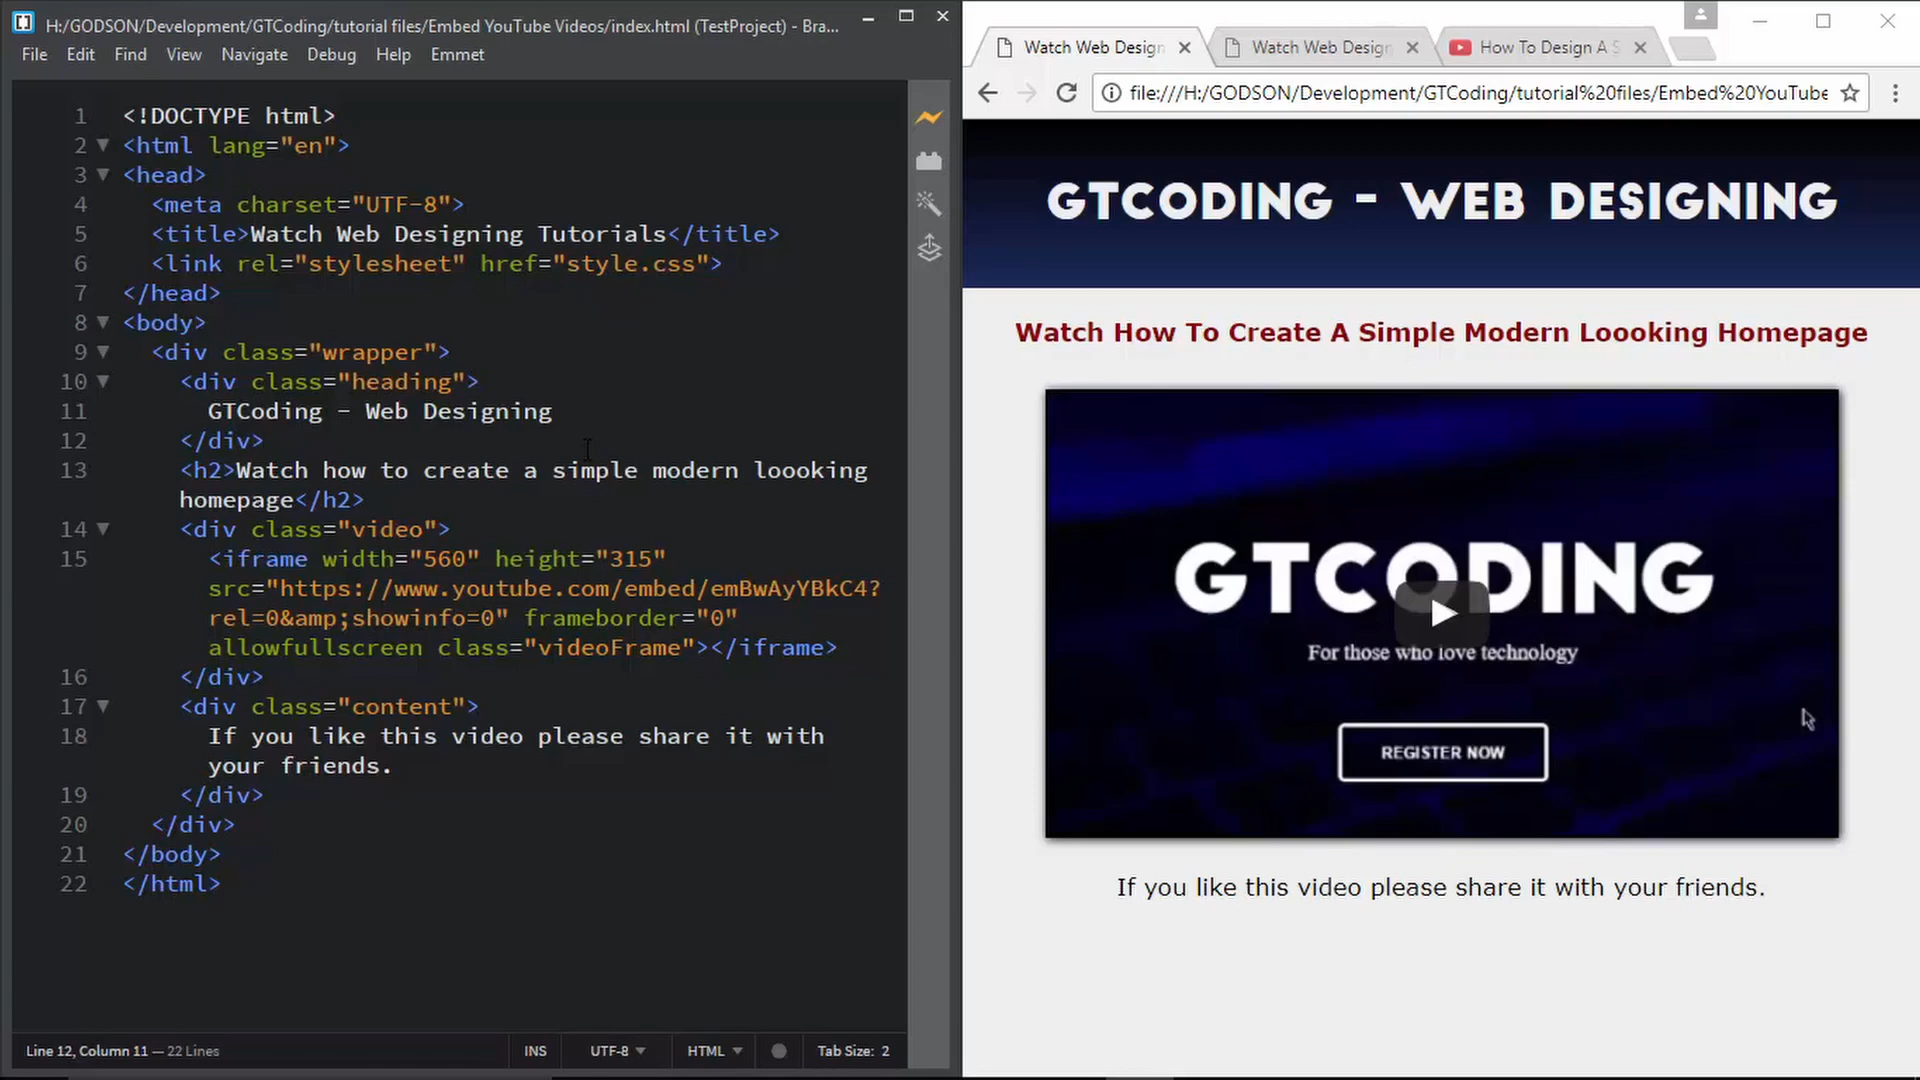 H:/GODSON/Development/GTCoding/tutorial files/Embed YouTube Videos/index.html (TestProject) - Bra...
File Edit Find View Navigate Debug Help Emmet
1 <!DOCTYPE html>
2 <html lang="en">
3 <head>
4 <meta charset="UTF-8">
5 <title>Watch Web Designing Tutorials</title>
6 <link rel="stylesheet" href="style.css">
7 </head>
8 <body>
9 <div class="wrapper">
10 <div class="heading">
11 GTCoding - Web Designing
12 </div>
13 <h2>Watch how to create a simple modern loooking
homepage</h2>
14 <div class="video">
15 <iframe width="560" height="315"
src="https://www.youtube.com/embed/emBwAyYBkC4?
rel=0&amp;showinfo=0" frameborder="0"
allowfullscreen class="videoFrame"></iframe>
16 </div>
17 <div class="content">
18 If you like this video please share it with
your friends.
19 </div>
20 </div>
21 </body>
22 </html>
Line 12, Column 11 — 22 Lines
INS UTF-8 HTML Tab Size: 2
Watch Web Design
Watch Web Design
How To Design A S
file:///H:/GODSON/Development/GTCoding/tutorial%20files/Embed%20YouTube
GTCODING - WEB DESIGNING
Watch How To Create A Simple Modern Loooking Homepage
GTCODING
For those who love technology
REGISTER NOW
If you like this video please share it with your friends.